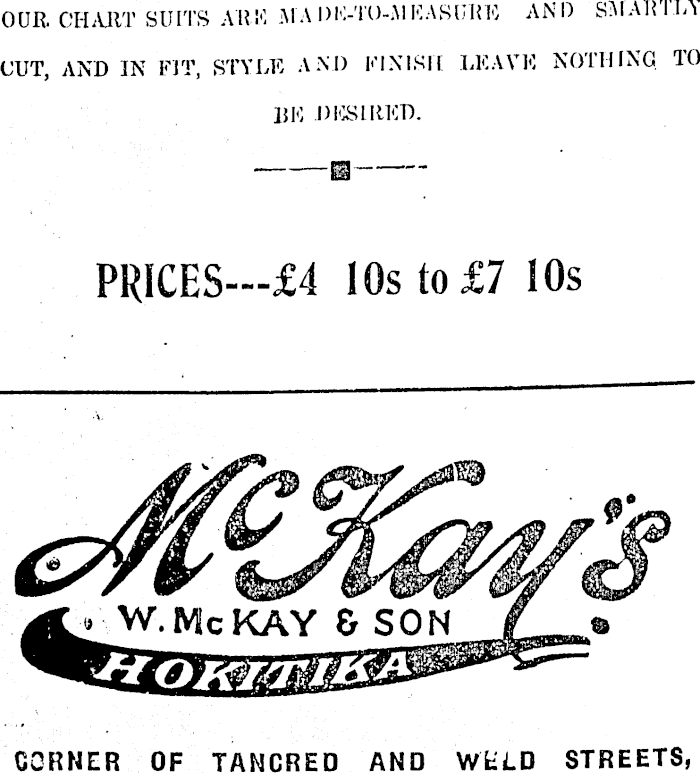 OUR CHART SUITS ARE MADE-TO-MEASURE AND SMARTLY
CUT, AND IN FIT, STYLE AND FINISH LEAVE NOTHING TO
BE DESIRED.
PRICES---£4 10s to £7 10s
McKay's
W. McKAY & SON
HOKITIKA
CORNER OF TANCRED AND WELD STREETS,